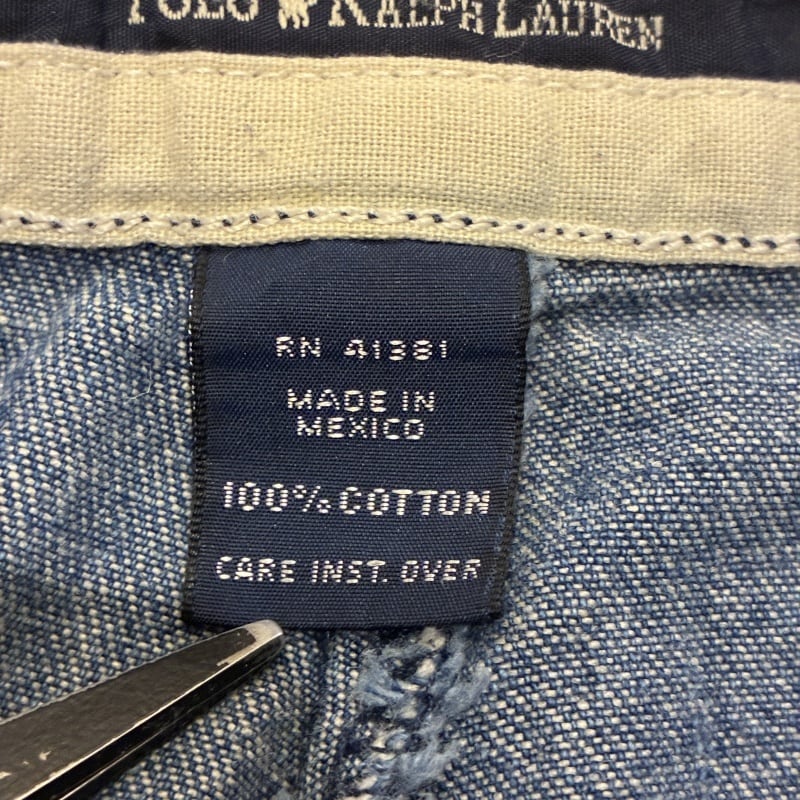 POLO RALPH LAUREN
RN 41381
MADE IN
MEXICO
100% COTTON
CARE INST. OVER